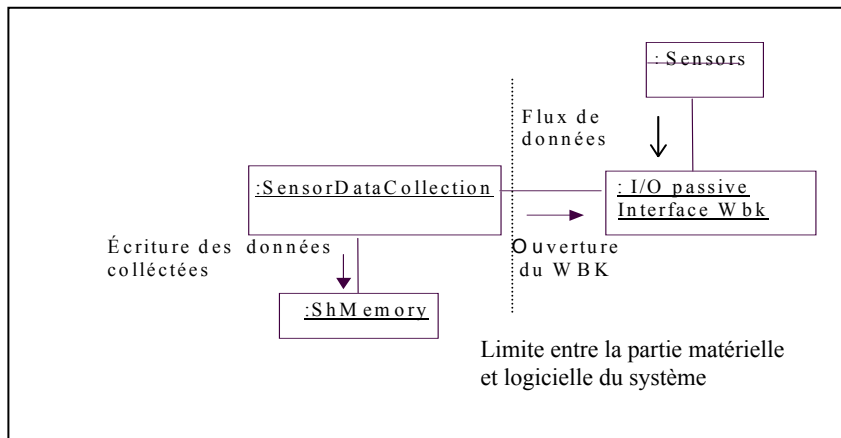 : Sensors
Flux de
données
:SensorDataCollection
: I/O passive
Interface Wbk
Écriture des données
colléctées
Ouverture
du WBK
:ShMemory
Limite entre la partie matérielle
et logicielle du système